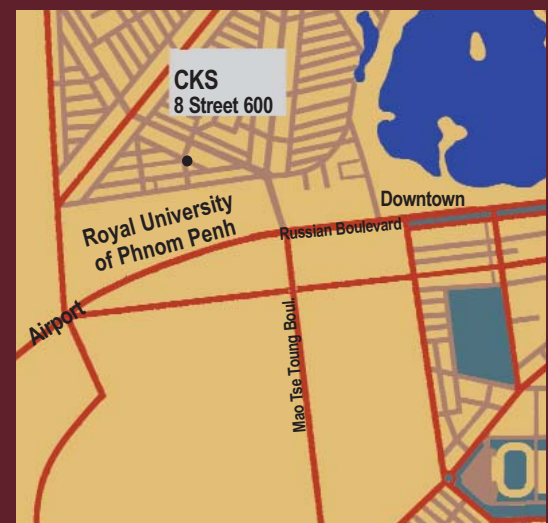 CKS
8 Street 600
Downtown
Royal University
of Phnom Penh
Russian Boulevard
Airport
Mao Tse Toung Boul.